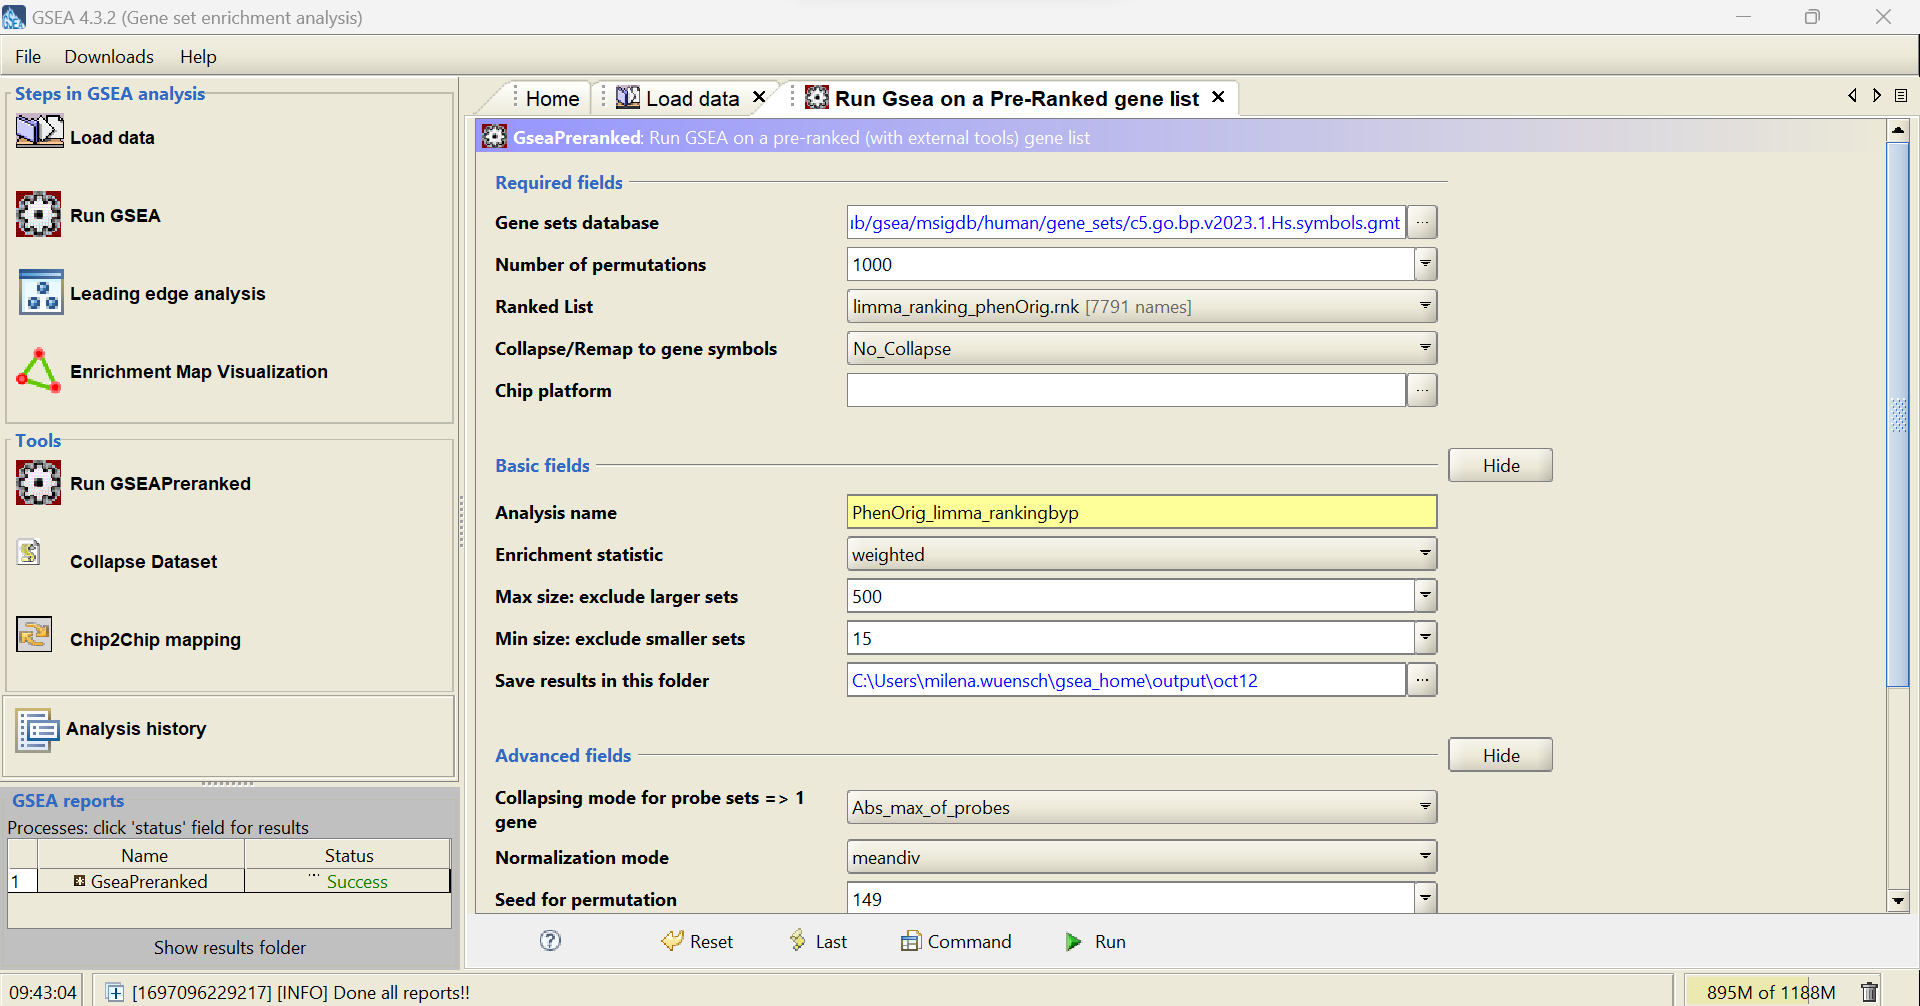 GSEA 4.3.2 (Gene set enrichment analysis)
File Downloads Help
Steps in GSEA analysis
Load data
Run GSEA
Leading edge analysis
Enrichment Map Visualization
Tools
Run GSEAPreranked
Collapse Dataset
Chip2Chip mapping
Analysis history
GSEA reports
Processes: click 'status' field for results
Name Status
1 GseaPreranked ... Success
Show results folder
Home Load data Run Gsea on a Pre-Ranked gene list
GseaPreranked: Run GSEA on a pre-ranked (with external tools) gene list
Required fields
Gene sets database ıb/gsea/msigdb/human/gene_sets/c5.go.bp.v2023.1.Hs.symbols.gmt ...
Number of permutations 1000
Ranked List limma_ranking_phenOrig.rnk [7791 names]
Collapse/Remap to gene symbols No_Collapse
Chip platform ...
Basic fields Hide
Analysis name PhenOrig_limma_rankingbyp
Enrichment statistic weighted
Max size: exclude larger sets 500
Min size: exclude smaller sets 15
Save results in this folder C:\Users\milena.wuensch\gsea_home\output\oct12 ...
Advanced fields Hide
Collapsing mode for probe sets => 1
gene Abs_max_of_probes
Normalization mode meandiv
Seed for permutation 149
? Reset Last Command Run
09:43:04 [1697096229217] [INFO] Done all reports!! 895M of 1188M